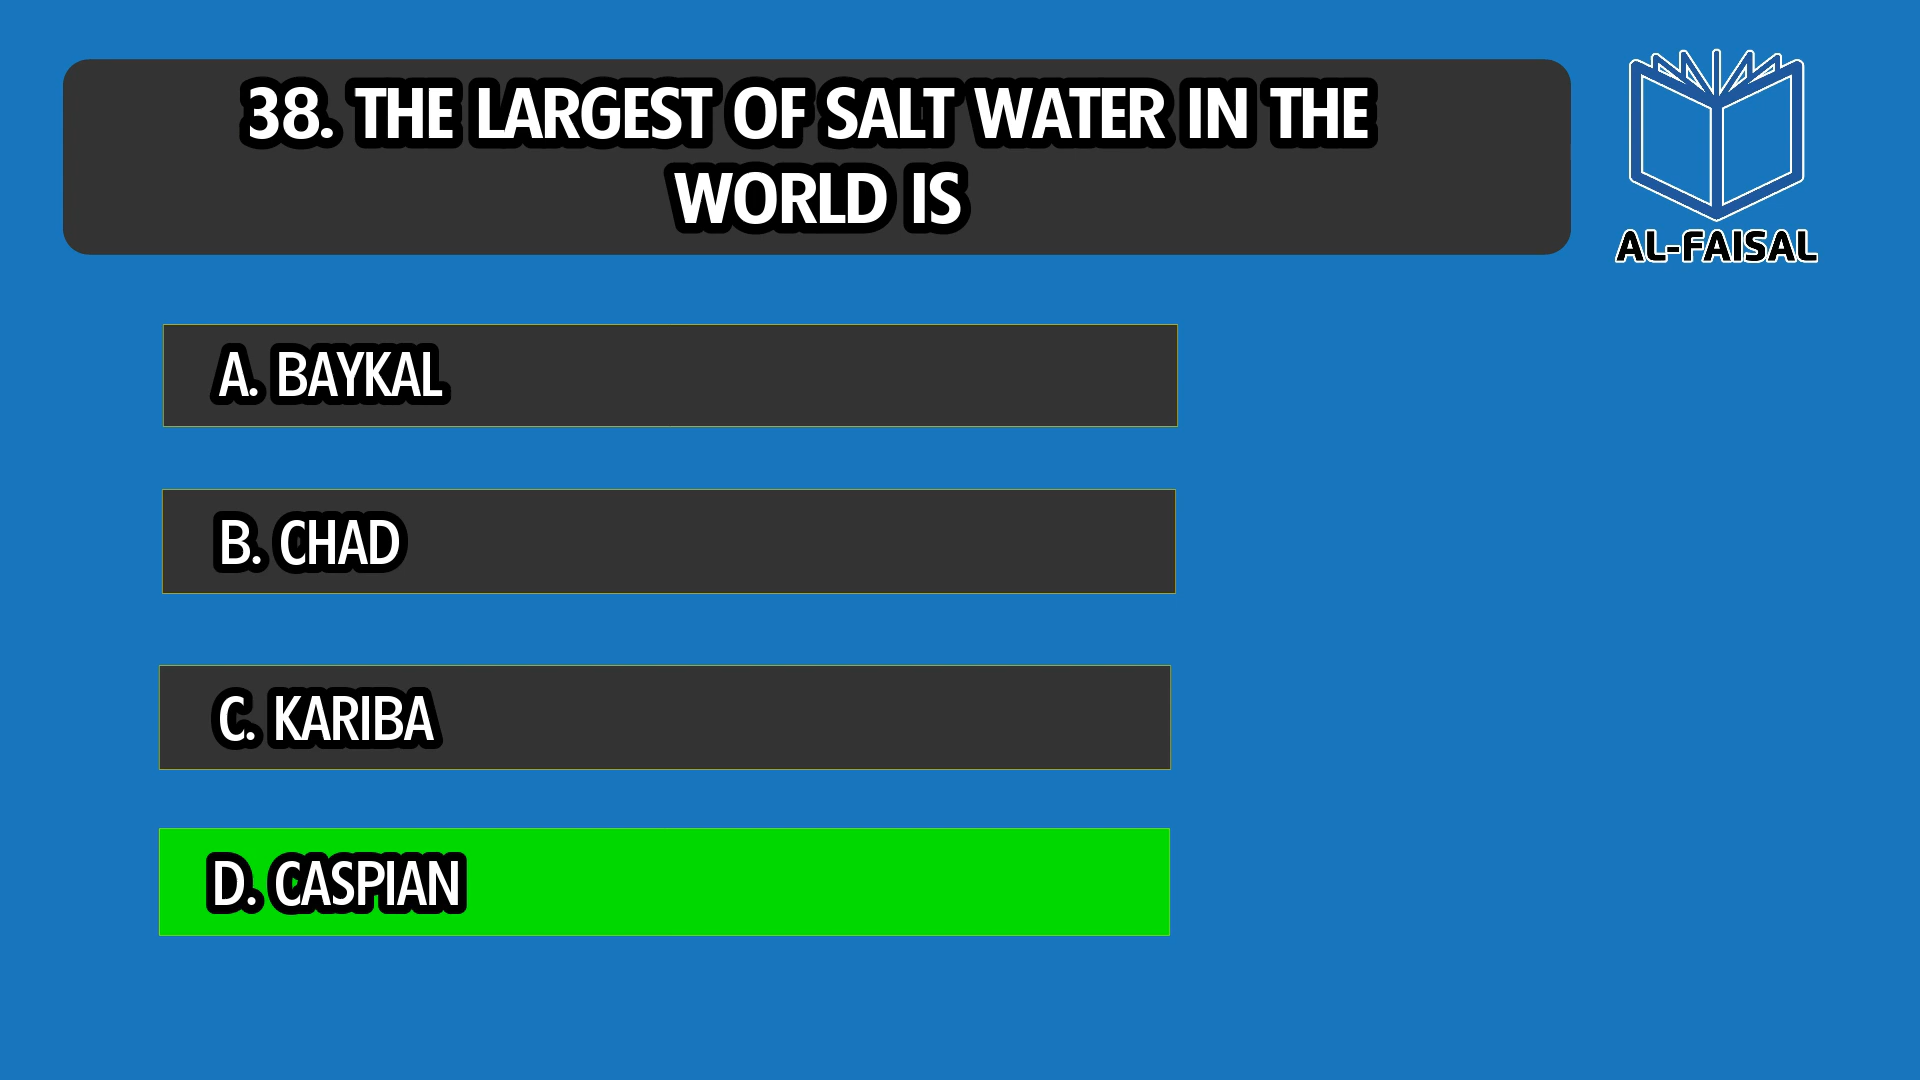 38. THE LARGEST OF SALT WATER IN THE
WORLD IS
AL-FAISAL
A. BAYKAL
B. CHAD
C. KARIBA
D. CASPIAN